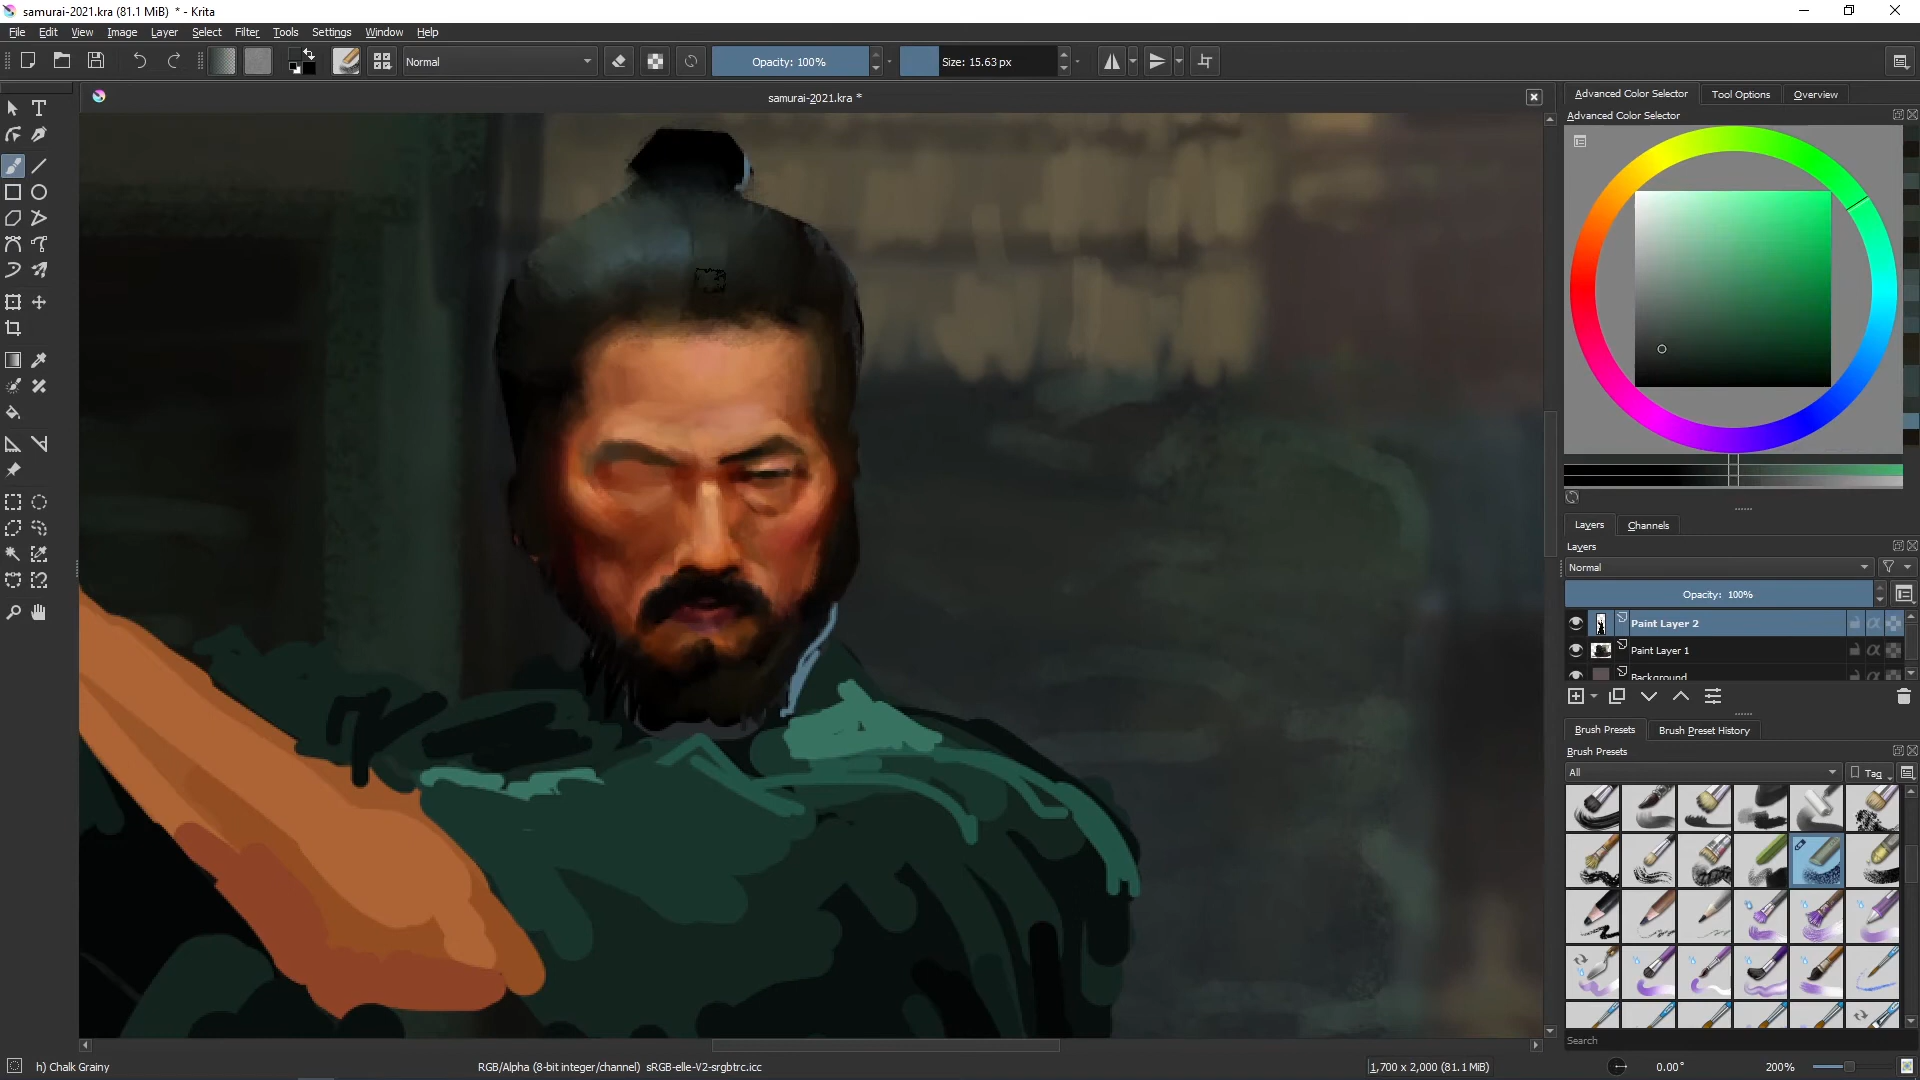 samurai-2021.kra (81.1 MiB) * - Krita
File Edit View Image Layer Select Filter Tools Settings Window Help
Normal
Opacity: 100%
Size: 15.63 px
samurai-2021.kra *
Advanced Color Selector Tool Options Overview
Advanced Color Selector
Layers Channels
Layers
Normal
Opacity: 100%
Paint Layer 2
Paint Layer 1
Background
Brush Presets Brush Preset History
Brush Presets
All
Tag
Search
h) Chalk Grainy
RGB/Alpha (8-bit integer/channel) sRGB-elle-V2-srgbtrc.icc
1,700 x 2,000 (81.1 MiB)
0.00°
200%